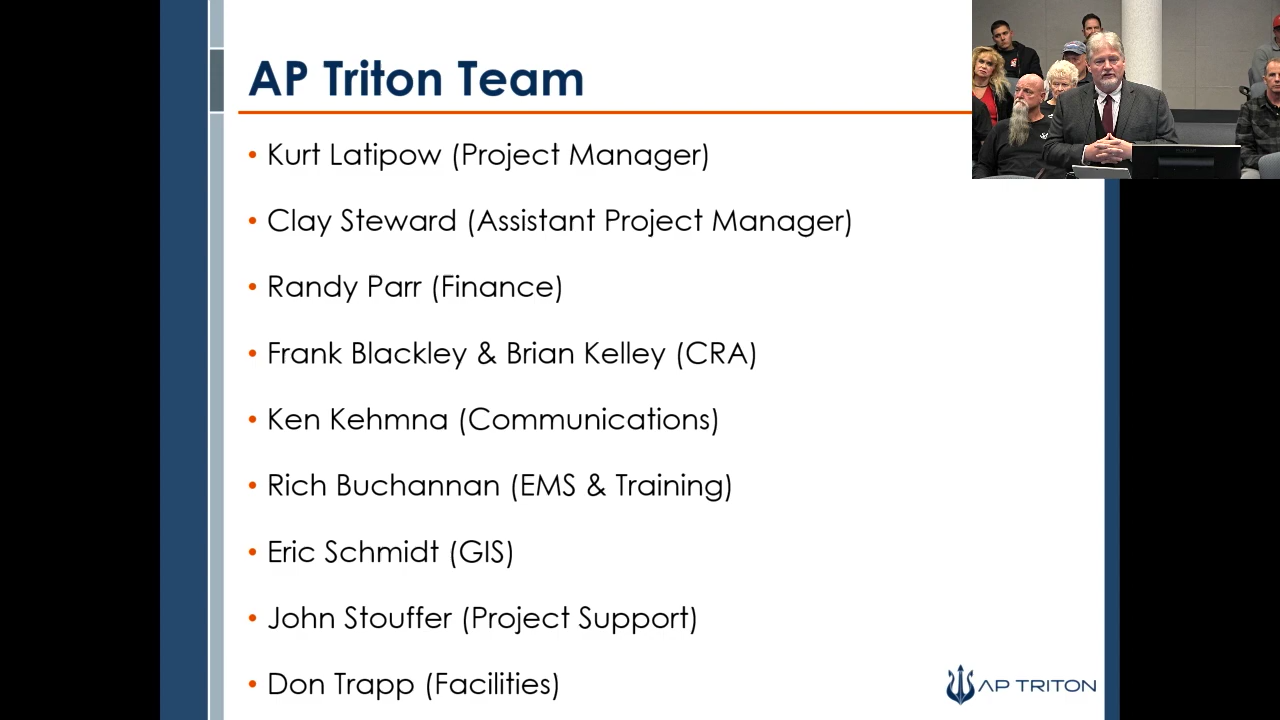 AP Triton Team
• Kurt Latipow (Project Manager)
• Clay Steward (Assistant Project Manager)
• Randy Parr (Finance)
• Frank Blackley & Brian Kelley (CRA)
• Ken Kehmna (Communications)
• Rich Buchannan (EMS & Training)
• Eric Schmidt (GIS)
• John Stouffer (Project Support)
• Don Trapp (Facilities)
AP TRITON